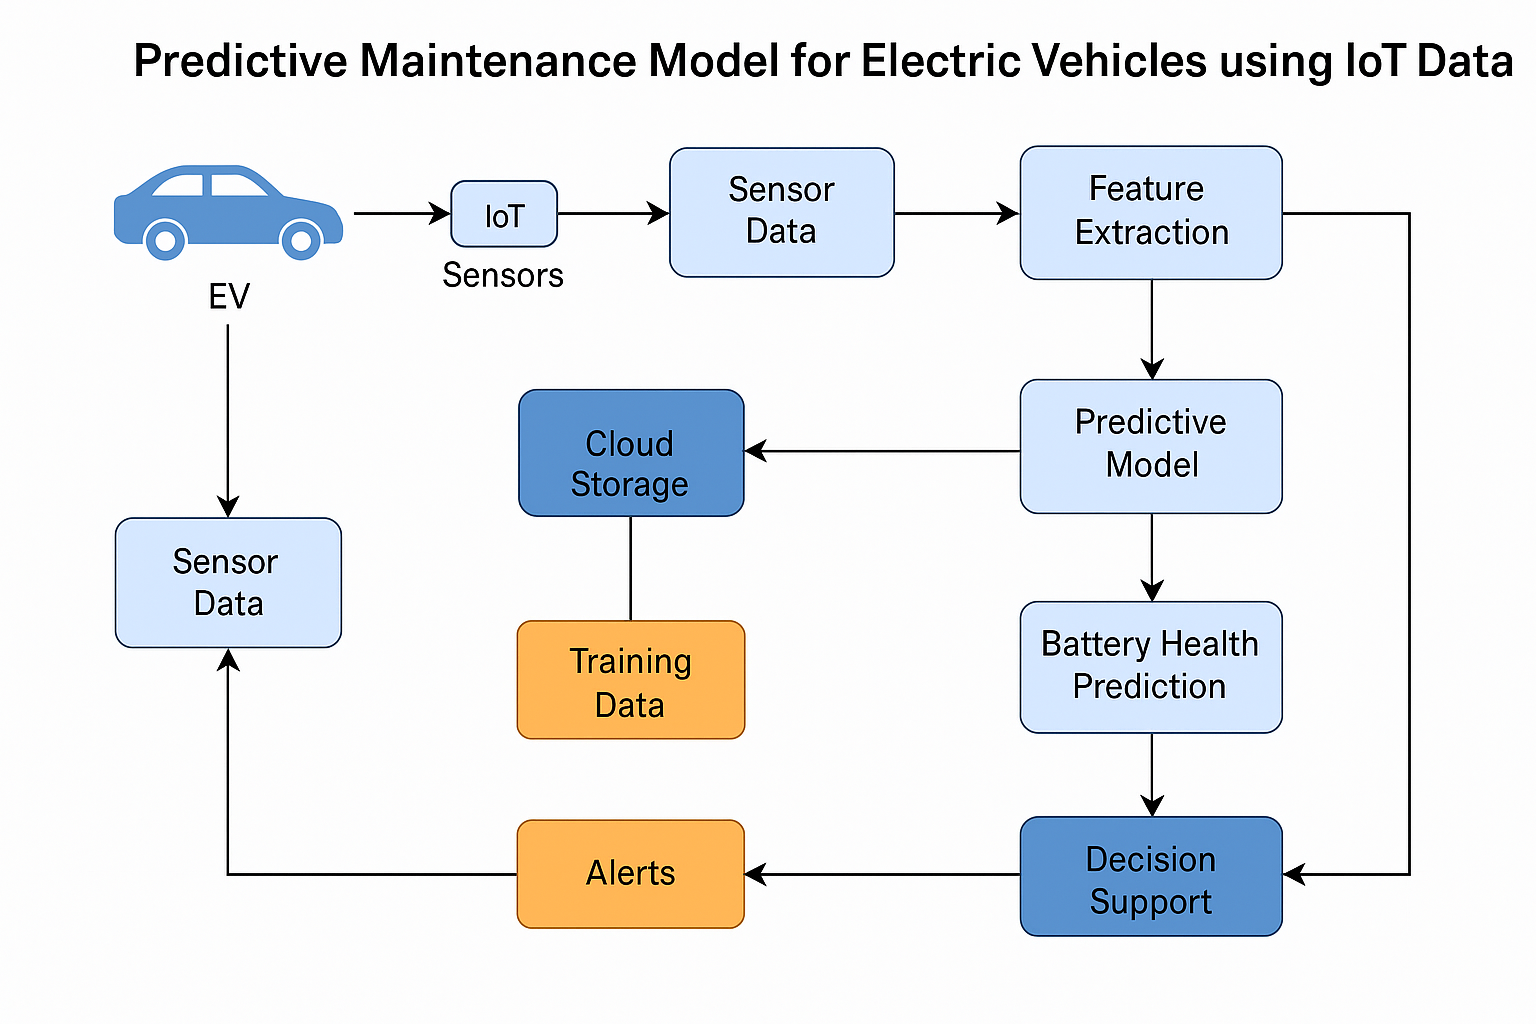 Predictive Maintenance Model for Electric Vehicles using IoT Data
IoT
Sensors
Sensor
Data
Feature
Extraction
EV
Cloud
Storage
Predictive
Model
Sensor
Data
Training
Data
Battery Health
Prediction
Alerts
Decision
Support